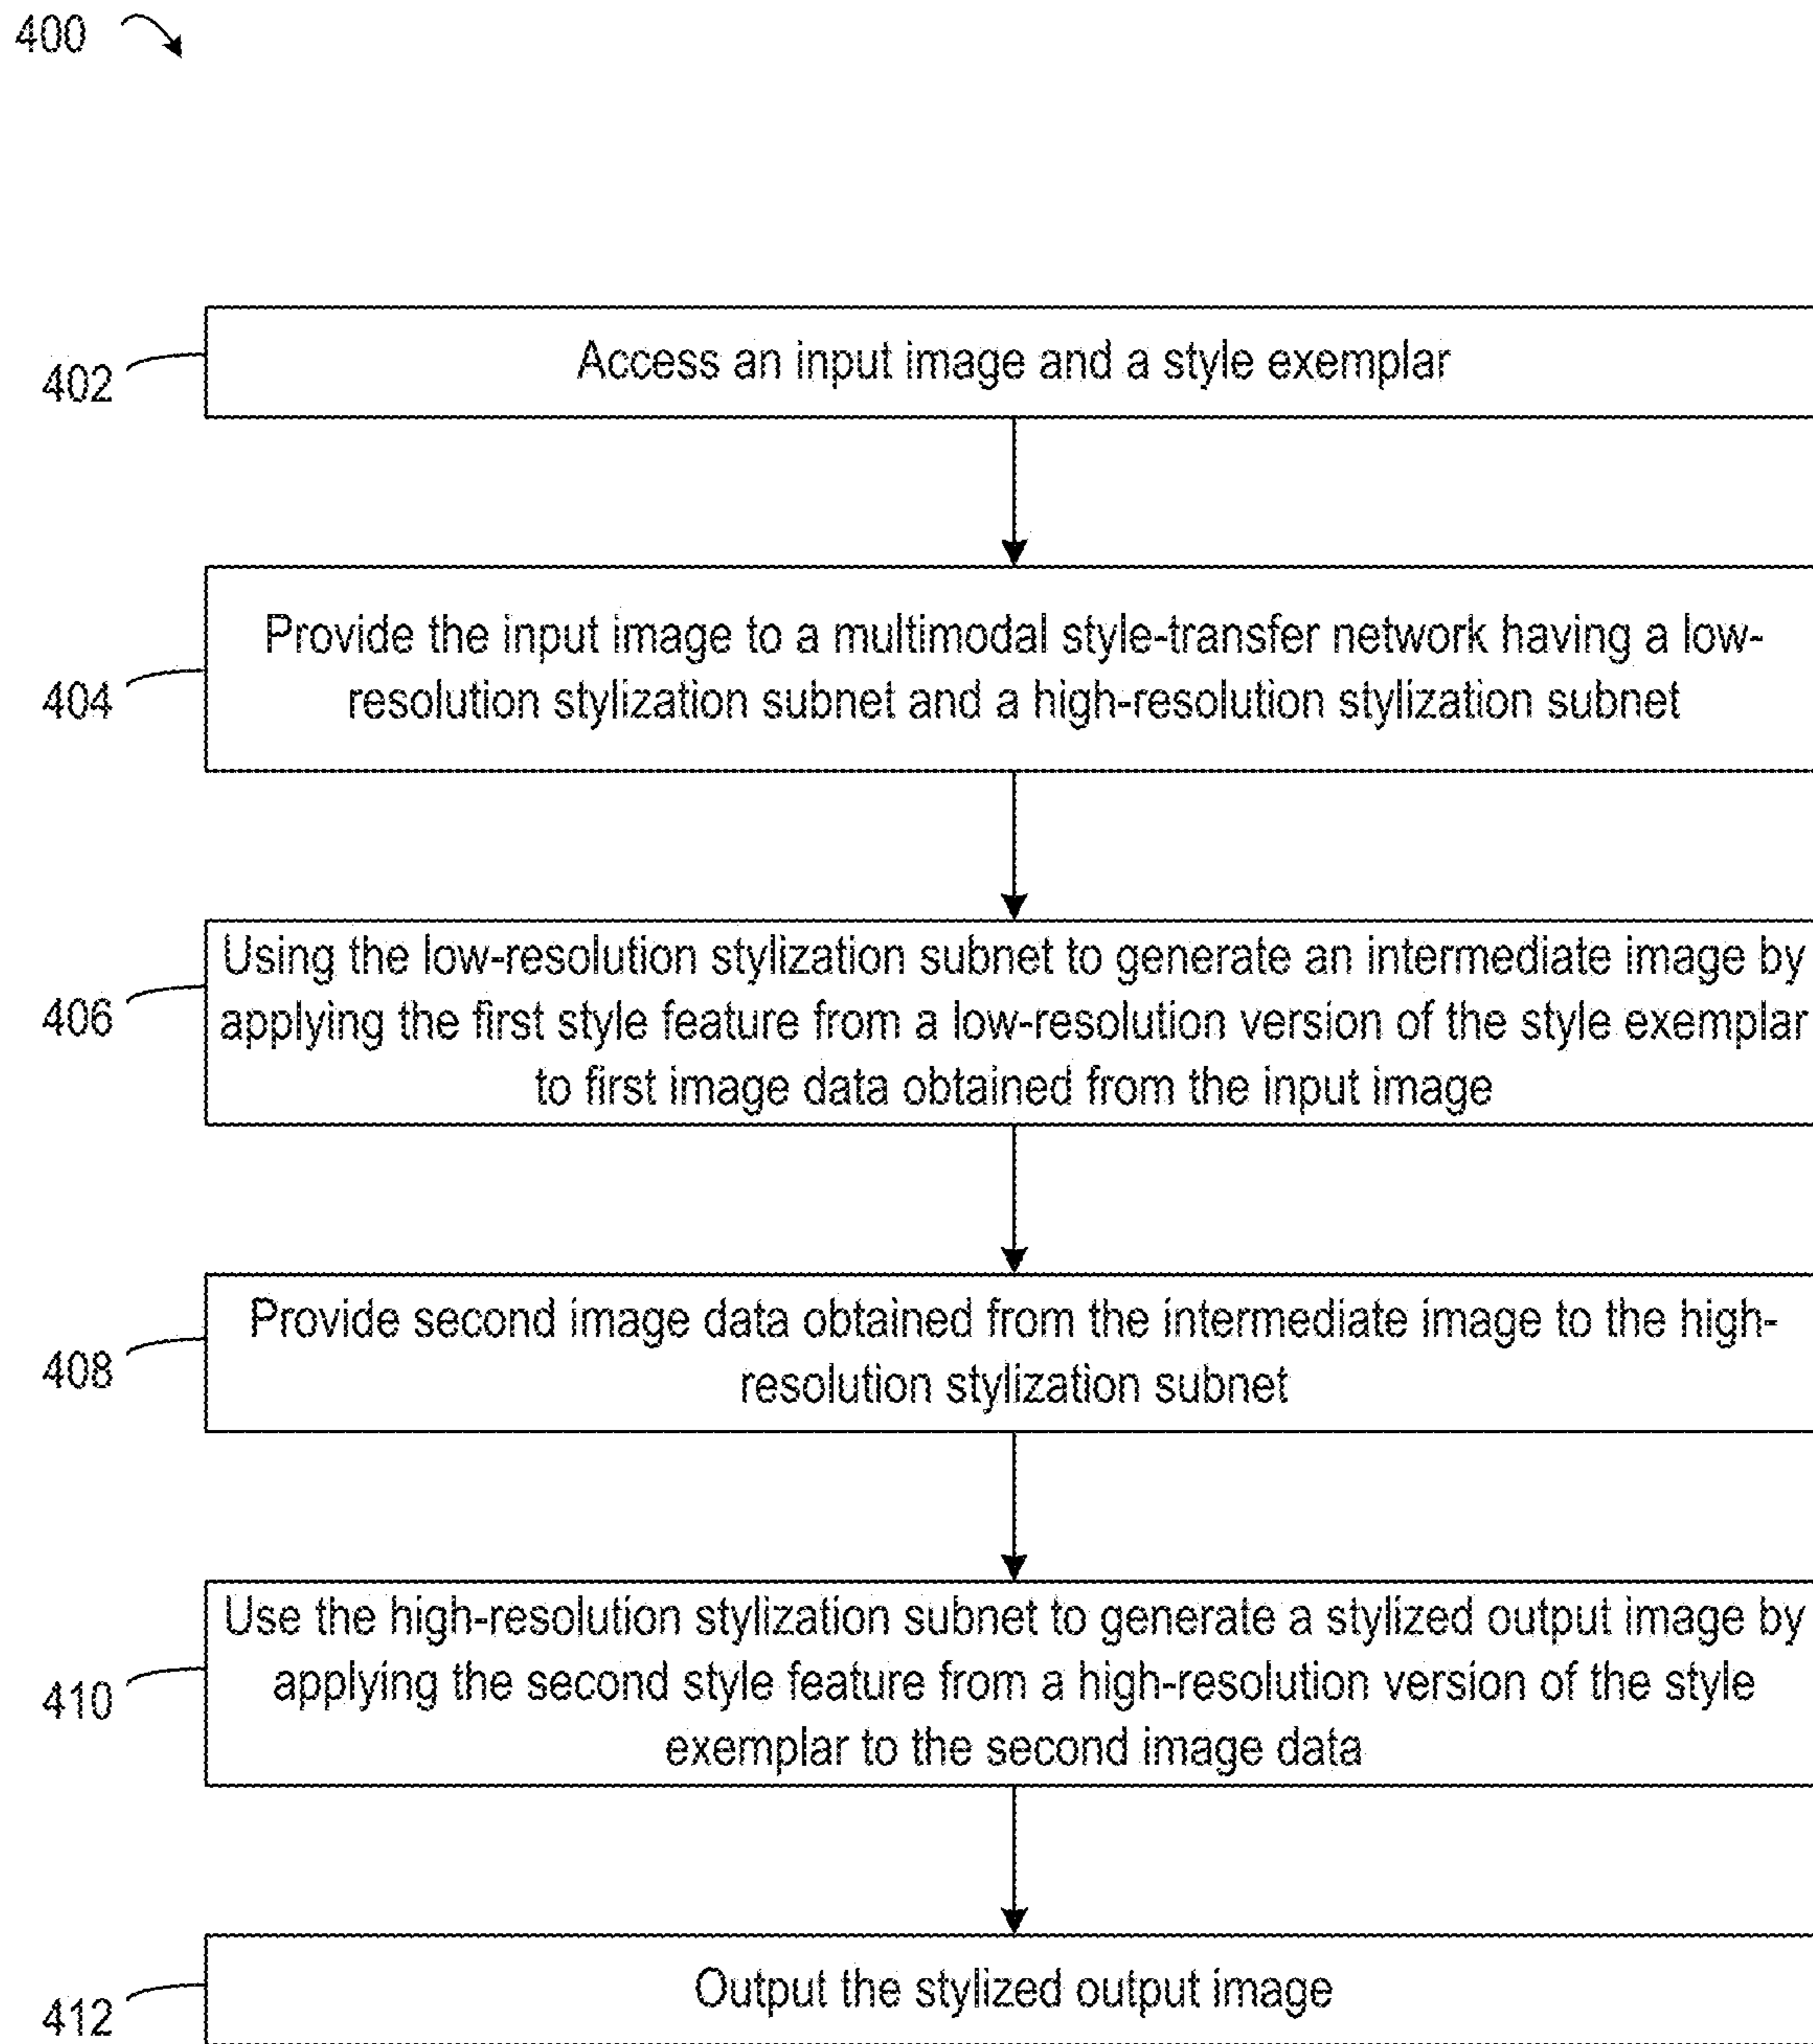 400
402
Access an input image and a style exemplar
404
Provide the input image to a multimodal style-transfer network having a low-
resolution stylization subnet and a high-resolution stylization subnet
406
Using the low-resolution stylization subnet to generate an intermediate image by
applying the first style feature from a low-resolution version of the style exemplar
to first image data obtained from the input image
408
Provide second image data obtained from the intermediate image to the high-
resolution stylization subnet
410
Use the high-resolution stylization subnet to generate a stylized output image by
applying the second style feature from a high-resolution version of the style
exemplar to the second image data
412
Output the stylized output image